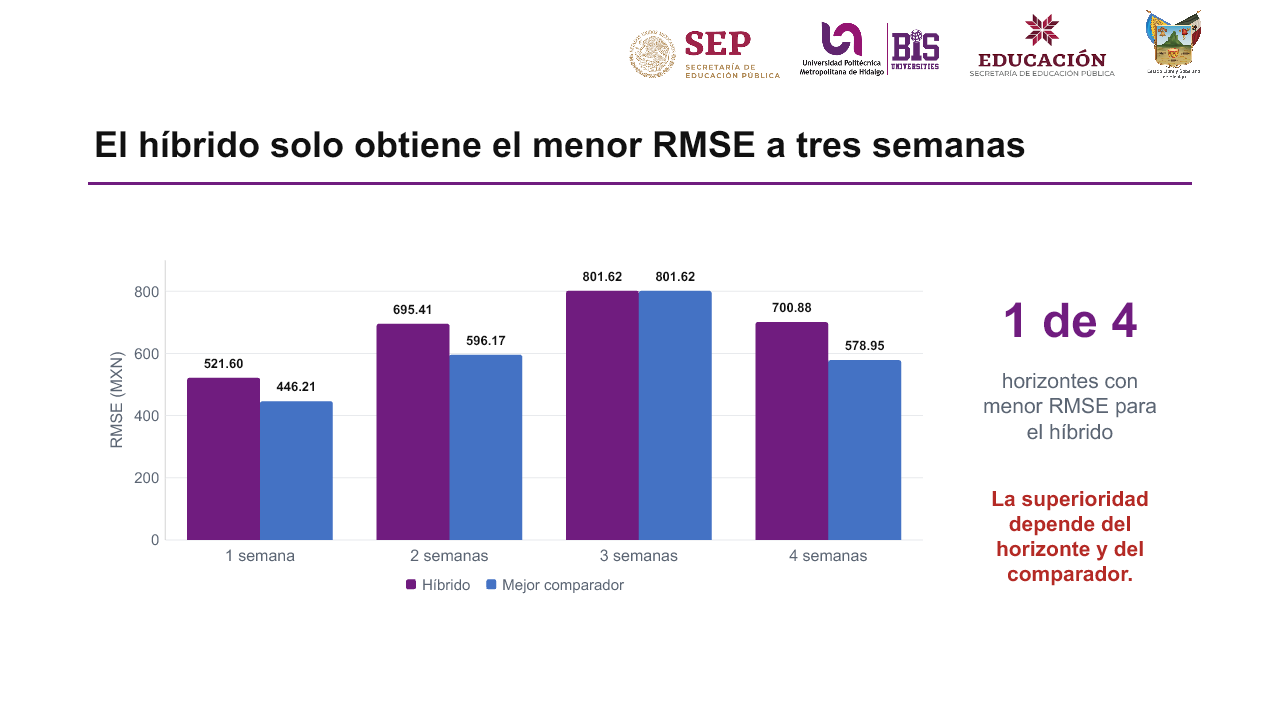 SEP
SECRETARÍA DE
EDUCACIÓN PÚBLICA
Universidad Politécnica
Metropolitana de Hidalgo
BIS
UNIVERSITIES
EDUCACIÓN
SECRETARÍA DE EDUCACIÓN PÚBLICA
El híbrido solo obtiene el menor RMSE a tres semanas
RMSE (MXN)
800
600
400
200
0
521.60
446.21
695.41
596.17
801.62
801.62
700.88
578.95
1 semana
2 semanas
3 semanas
4 semanas
Híbrido
Mejor comparador
1 de 4
horizontes con
menor RMSE para
el híbrido
La superioridad
depende del
horizonte y del
comparador.